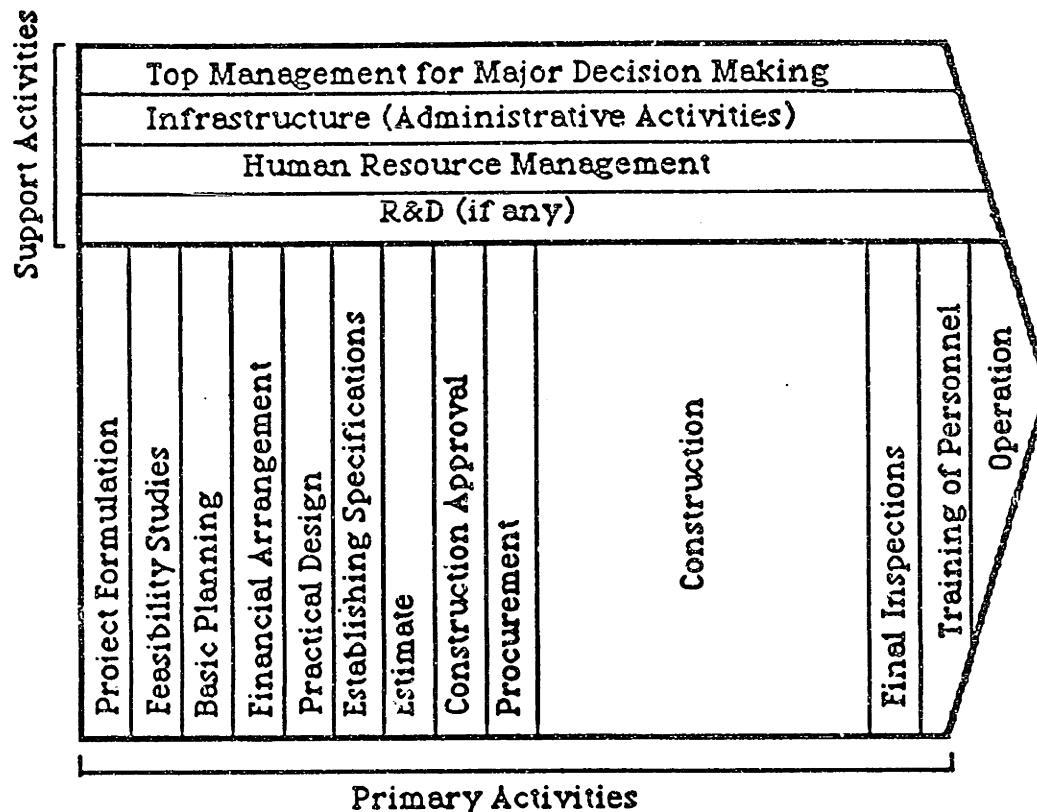 Support Activities
Top Management for Major Decision Making
Infrastructure (Administrative Activities)
Human Resource Management
R&D (if any)
Project Formulation
Feasibility Studies
Basic Planning
Financial Arrangement
Practical Design
Establishing Specifications
Estimate
Construction Approval
Procurement
Construction
Final Inspections
Training of Personnel
Operation
Primary Activities